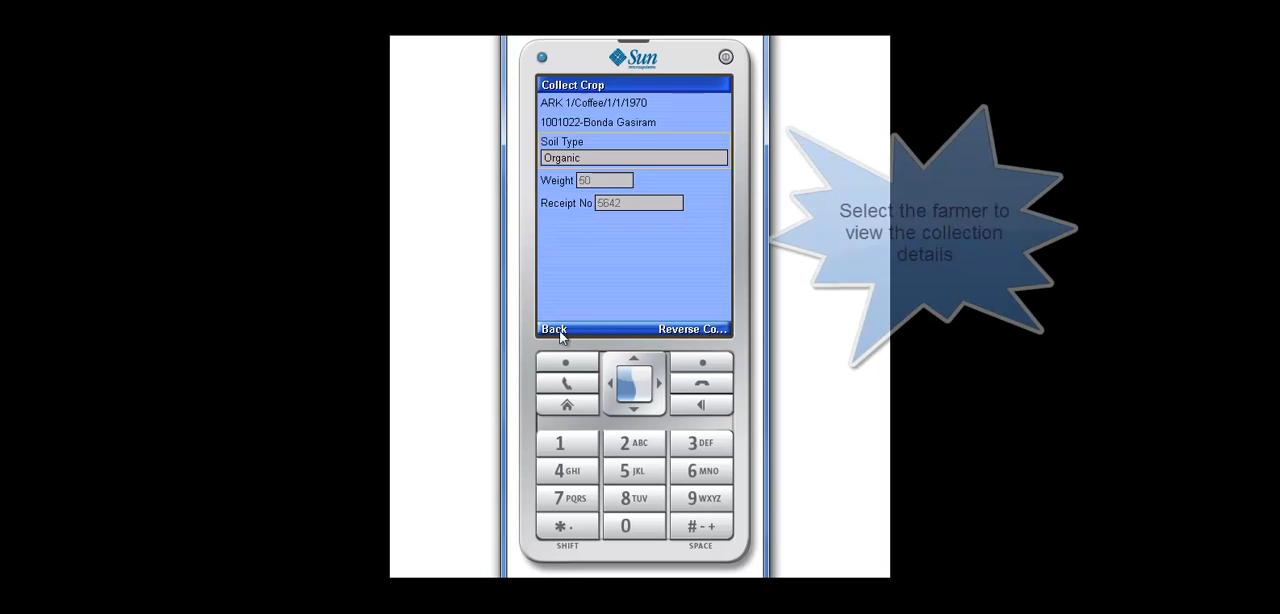 Sun
microsystems
Collect Crop
ARK 1/Coffee/1/1/1970
1001022-Bonda Gasiram
Soil Type
Organic
Weight 50
Receipt No 5642
Back Reverse Co...
Select the farmer to
view the collection
details
1 2 ABC 3 DEF
4 GHI 5 JKL 6 MNO
7 PQRS 8 TUV 9 WXYZ
* . 0 # - +
SHIFT SPACE